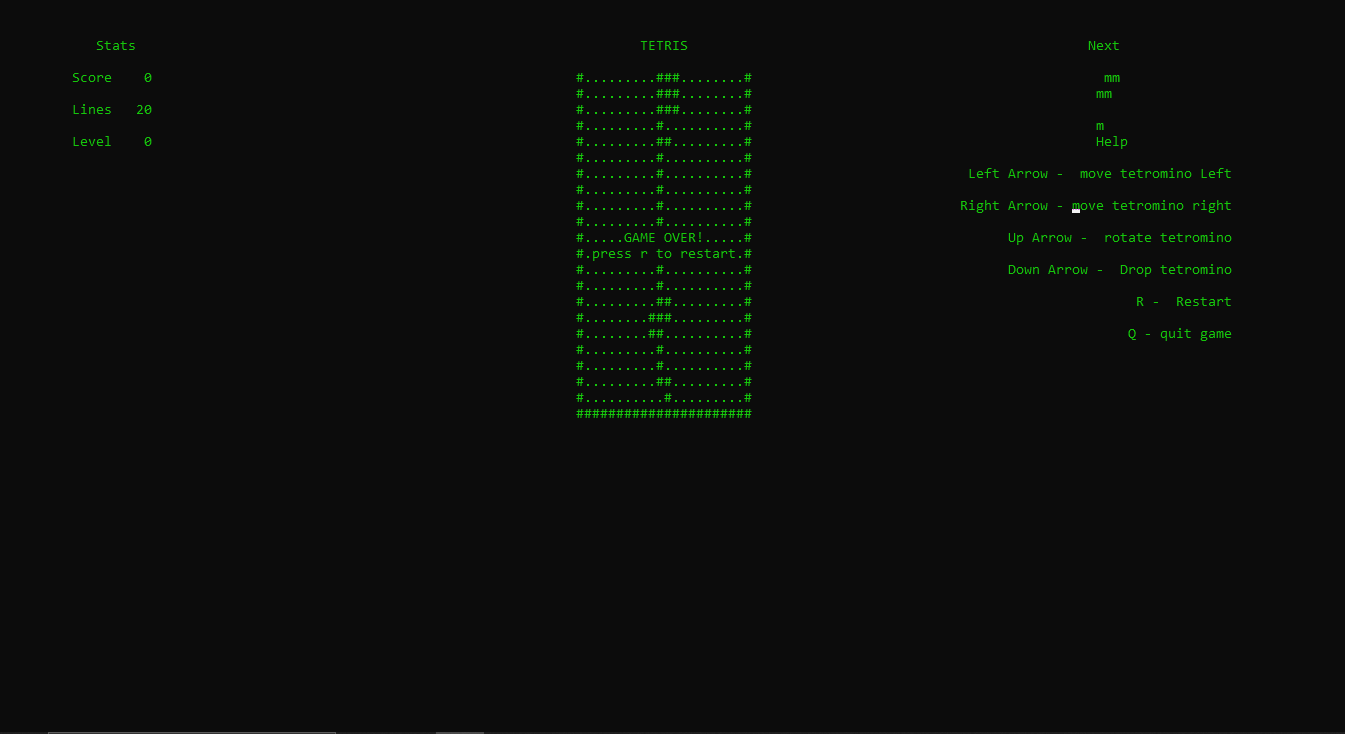 Stats
Score 0
Lines 20
Level 0
TETRIS
#.........###........#
#.........###........#
#.........###........#
#.........#..........#
#.........##.........#
#.........#..........#
#.........#..........#
#.........#..........#
#.........#..........#
#.........#..........#
#.....GAME OVER!.....#
#.press r to restart.#
#.........#..........#
#.........#..........#
#.........##.........#
#........###.........#
#........##..........#
#.........#..........#
#.........#..........#
#.........##.........#
#..........#.........#
######################
Next
mm
mm
m
Help
Left Arrow -  move tetromino Left
Right Arrow - move tetromino right
Up Arrow -  rotate tetromino
Down Arrow -  Drop tetromino
R -  Restart
Q - quit game